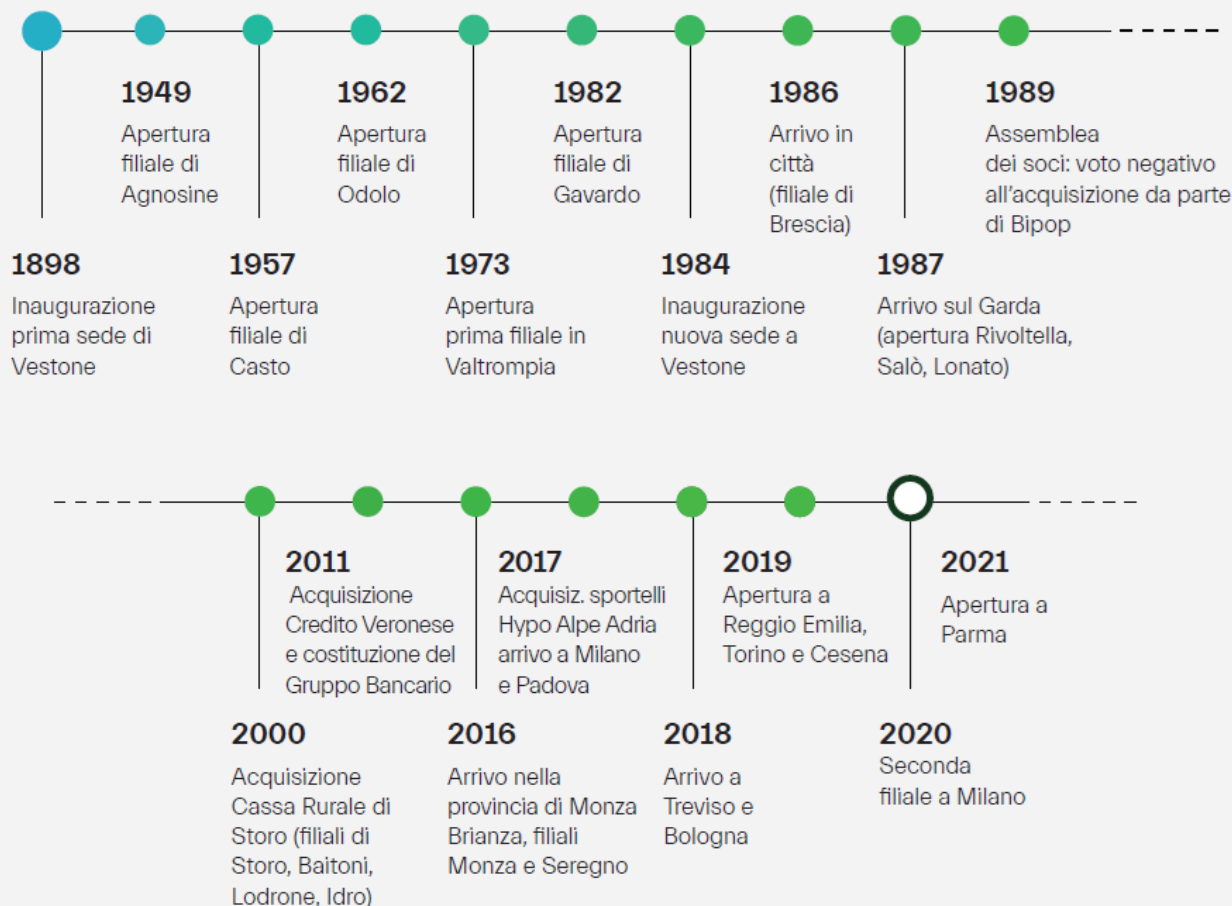 1949
Apertura
filiale di
Agnosine
1962
Apertura
filiale di
Odolo
1982
Apertura
filiale di
Gavardo
1986
Arrivo in
città
(filiale di
Brescia)
1989
Assemblea
dei soci: voto negativo
all'acquisizione da parte
di Bipop
1898
Inaugurazione
prima sede di
Vestone
1957
Apertura
filiale di
Casto
1973
Apertura
prima filiale in
Valtrompia
1984
Inaugurazione
nuova sede a
Vestone
1987
Arrivo sul Garda
(apertura Rivoltella,
Salò, Lonato)
2011
Acquisizione
Credito Veronese
e costituzione del
Gruppo Bancario
2017
Acquisiz. sportelli
Hypo Alpe Adria
arrivo a Milano
e Padova
2019
Apertura a
Reggio Emilia,
Torino e Cesena
2021
Apertura a
Parma
2000
Acquisizione
Cassa Rurale di
Storo (filiali di
Storo, Baitoni,
Lodrone, Idro)
2016
Arrivo nella
provincia di Monza
Brianza, filiali
Monza e Seregno
2018
Arrivo a
Treviso e
Bologna
2020
Seconda
filiale a Milano